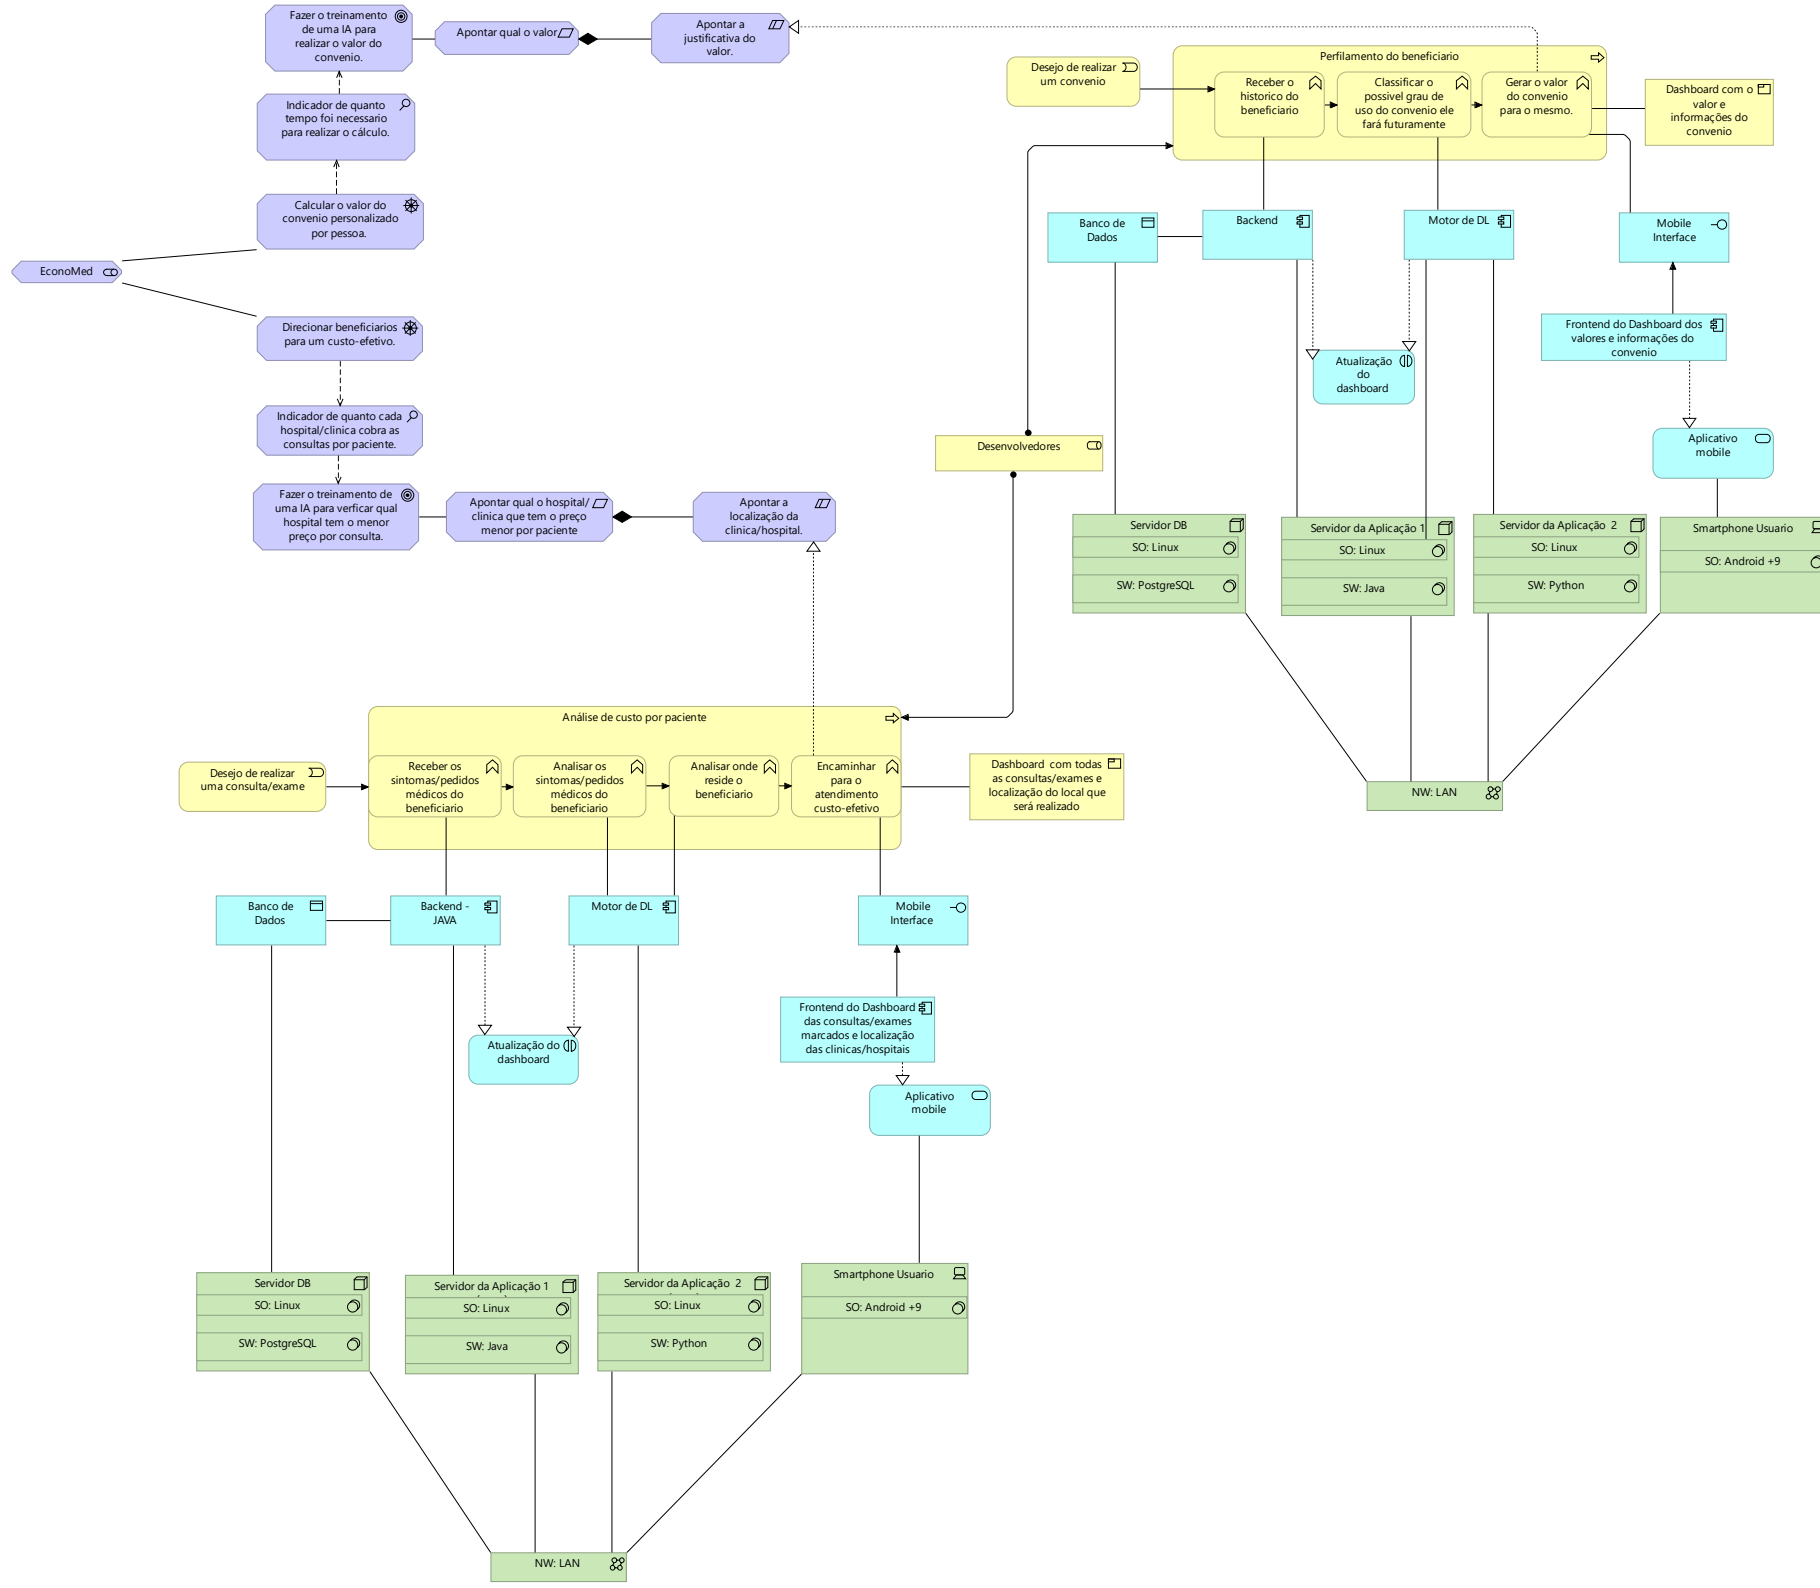 Fazer o treinamento
de uma IA para
realizar o valor do
convenio.
Apontar qual o valor
Apontar a
justificativa do
valor.
Indicador de quanto
tempo foi necessario
para realizar o cálculo.
Calcular o valor do
convenio personalizado
por pessoa.
EconoMed
Direcionar beneficiarios
para um custo-efetivo.
Indicador de quanto cada
hospital/clinica cobra as
consultas por paciente.
Fazer o treinamento de
uma IA para verficar qual
hospital tem o menor
preço por consulta.
Apontar qual o hospital/
clinica que tem o preço
menor por paciente
Apontar a
localização da
clinica/hospital.
Desejo de realizar
um convenio
Perfilamento do beneficiario
Receber o
historico do
beneficiario
Classificar o
possivel grau de
uso do convenio ele
fará futuramente
Gerar o valor
do convenio
para o mesmo.
Dashboard com o
valor e
informações do
convenio
Banco de
Dados
Backend
Motor de DL
Mobile
Interface
Frontend do Dashboard dos
valores e informações do
convenio
Atualização
do
dashboard
Aplicativo
mobile
Desenvolvedores
Servidor DB
SO: Linux
SW: PostgreSQL
Servidor da Aplicação 1
SO: Linux
SW: Java
Servidor da Aplicação  2
SO: Linux
SW: Python
Smartphone Usuario
SO: Android +9
NW: LAN
Análise de custo por paciente
Desejo de realizar
uma consulta/exame
Receber os
sintomas/pedidos
médicos do
beneficiario
Analisar os
sintomas/pedidos
médicos do
beneficiario
Analisar onde
reside o
beneficiario
Encaminhar
para o
atendimento
custo-efetivo
Dashboard  com todas
as consultas/exames e
localização do local que
será realizado
Banco de
Dados
Backend -
JAVA
Motor de DL
Mobile
Interface
Frontend do Dashboard
das consultas/exames
marcados e localização
das clinicas/hospitais
Atualização do
dashboard
Aplicativo
mobile
Servidor DB
SO: Linux
SW: PostgreSQL
Servidor da Aplicação 1
SO: Linux
SW: Java
Servidor da Aplicação  2
SO: Linux
SW: Python
Smartphone Usuario
SO: Android +9
NW: LAN